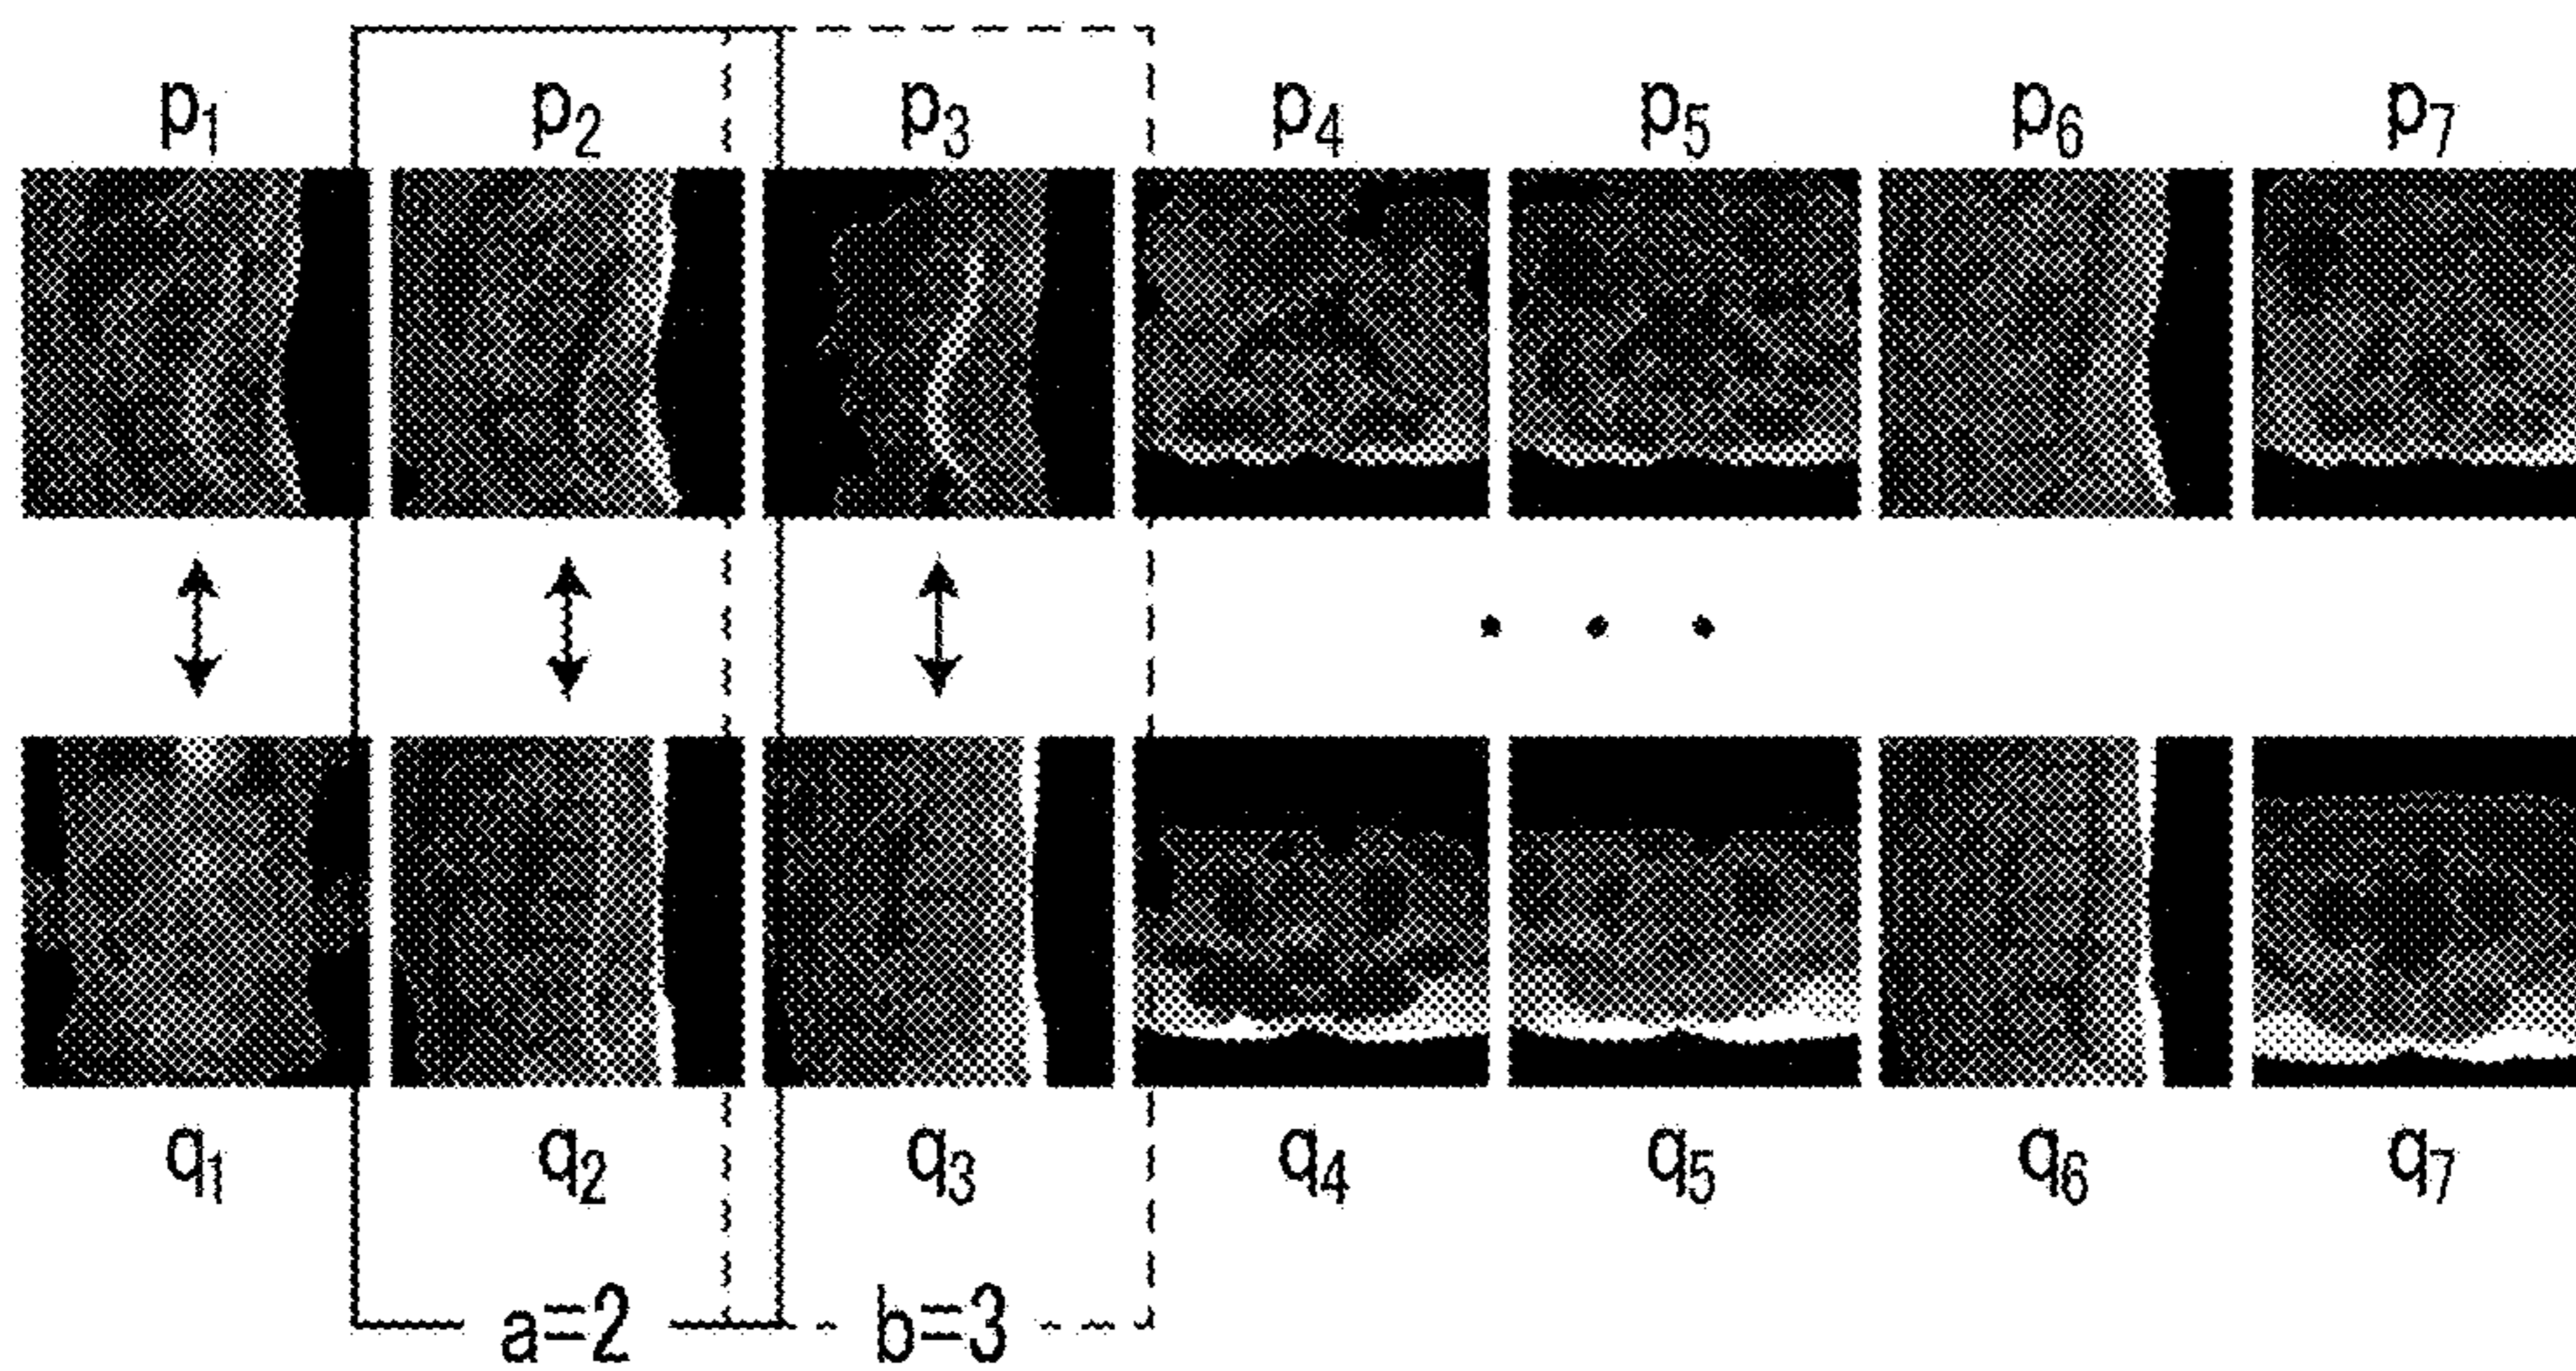 p₁ p₂ p₃ p₄ p₅ p₆ p₇
q₁ q₂ q₃ q₄ q₅ q₆ q₇
a=2 b=3